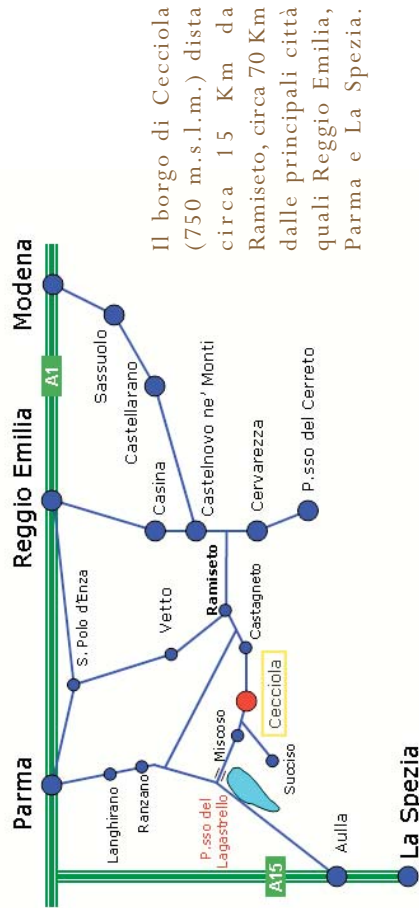 Parma
Reggio Emilia
Modena
A1
S. Polo d'Enza
Sassuolo
Langhirano
Ranzano
Vetto
Casina
Castellarano
Castelnovo ne' Monti
Ramiseto
P.sso del
Lagastrello
Miscoso
Castagneto
Cervarezza
Cecciola
Succiso
P.sso del Cerreto
A15
Aulla
La Spezia
Il borgo di Cecciola
(750 m.s.l.m.) dista
circa 15 Km da
Ramiseto, circa 70 Km
dalle principali città
quali Reggio Emilia,
Parma e La Spezia.